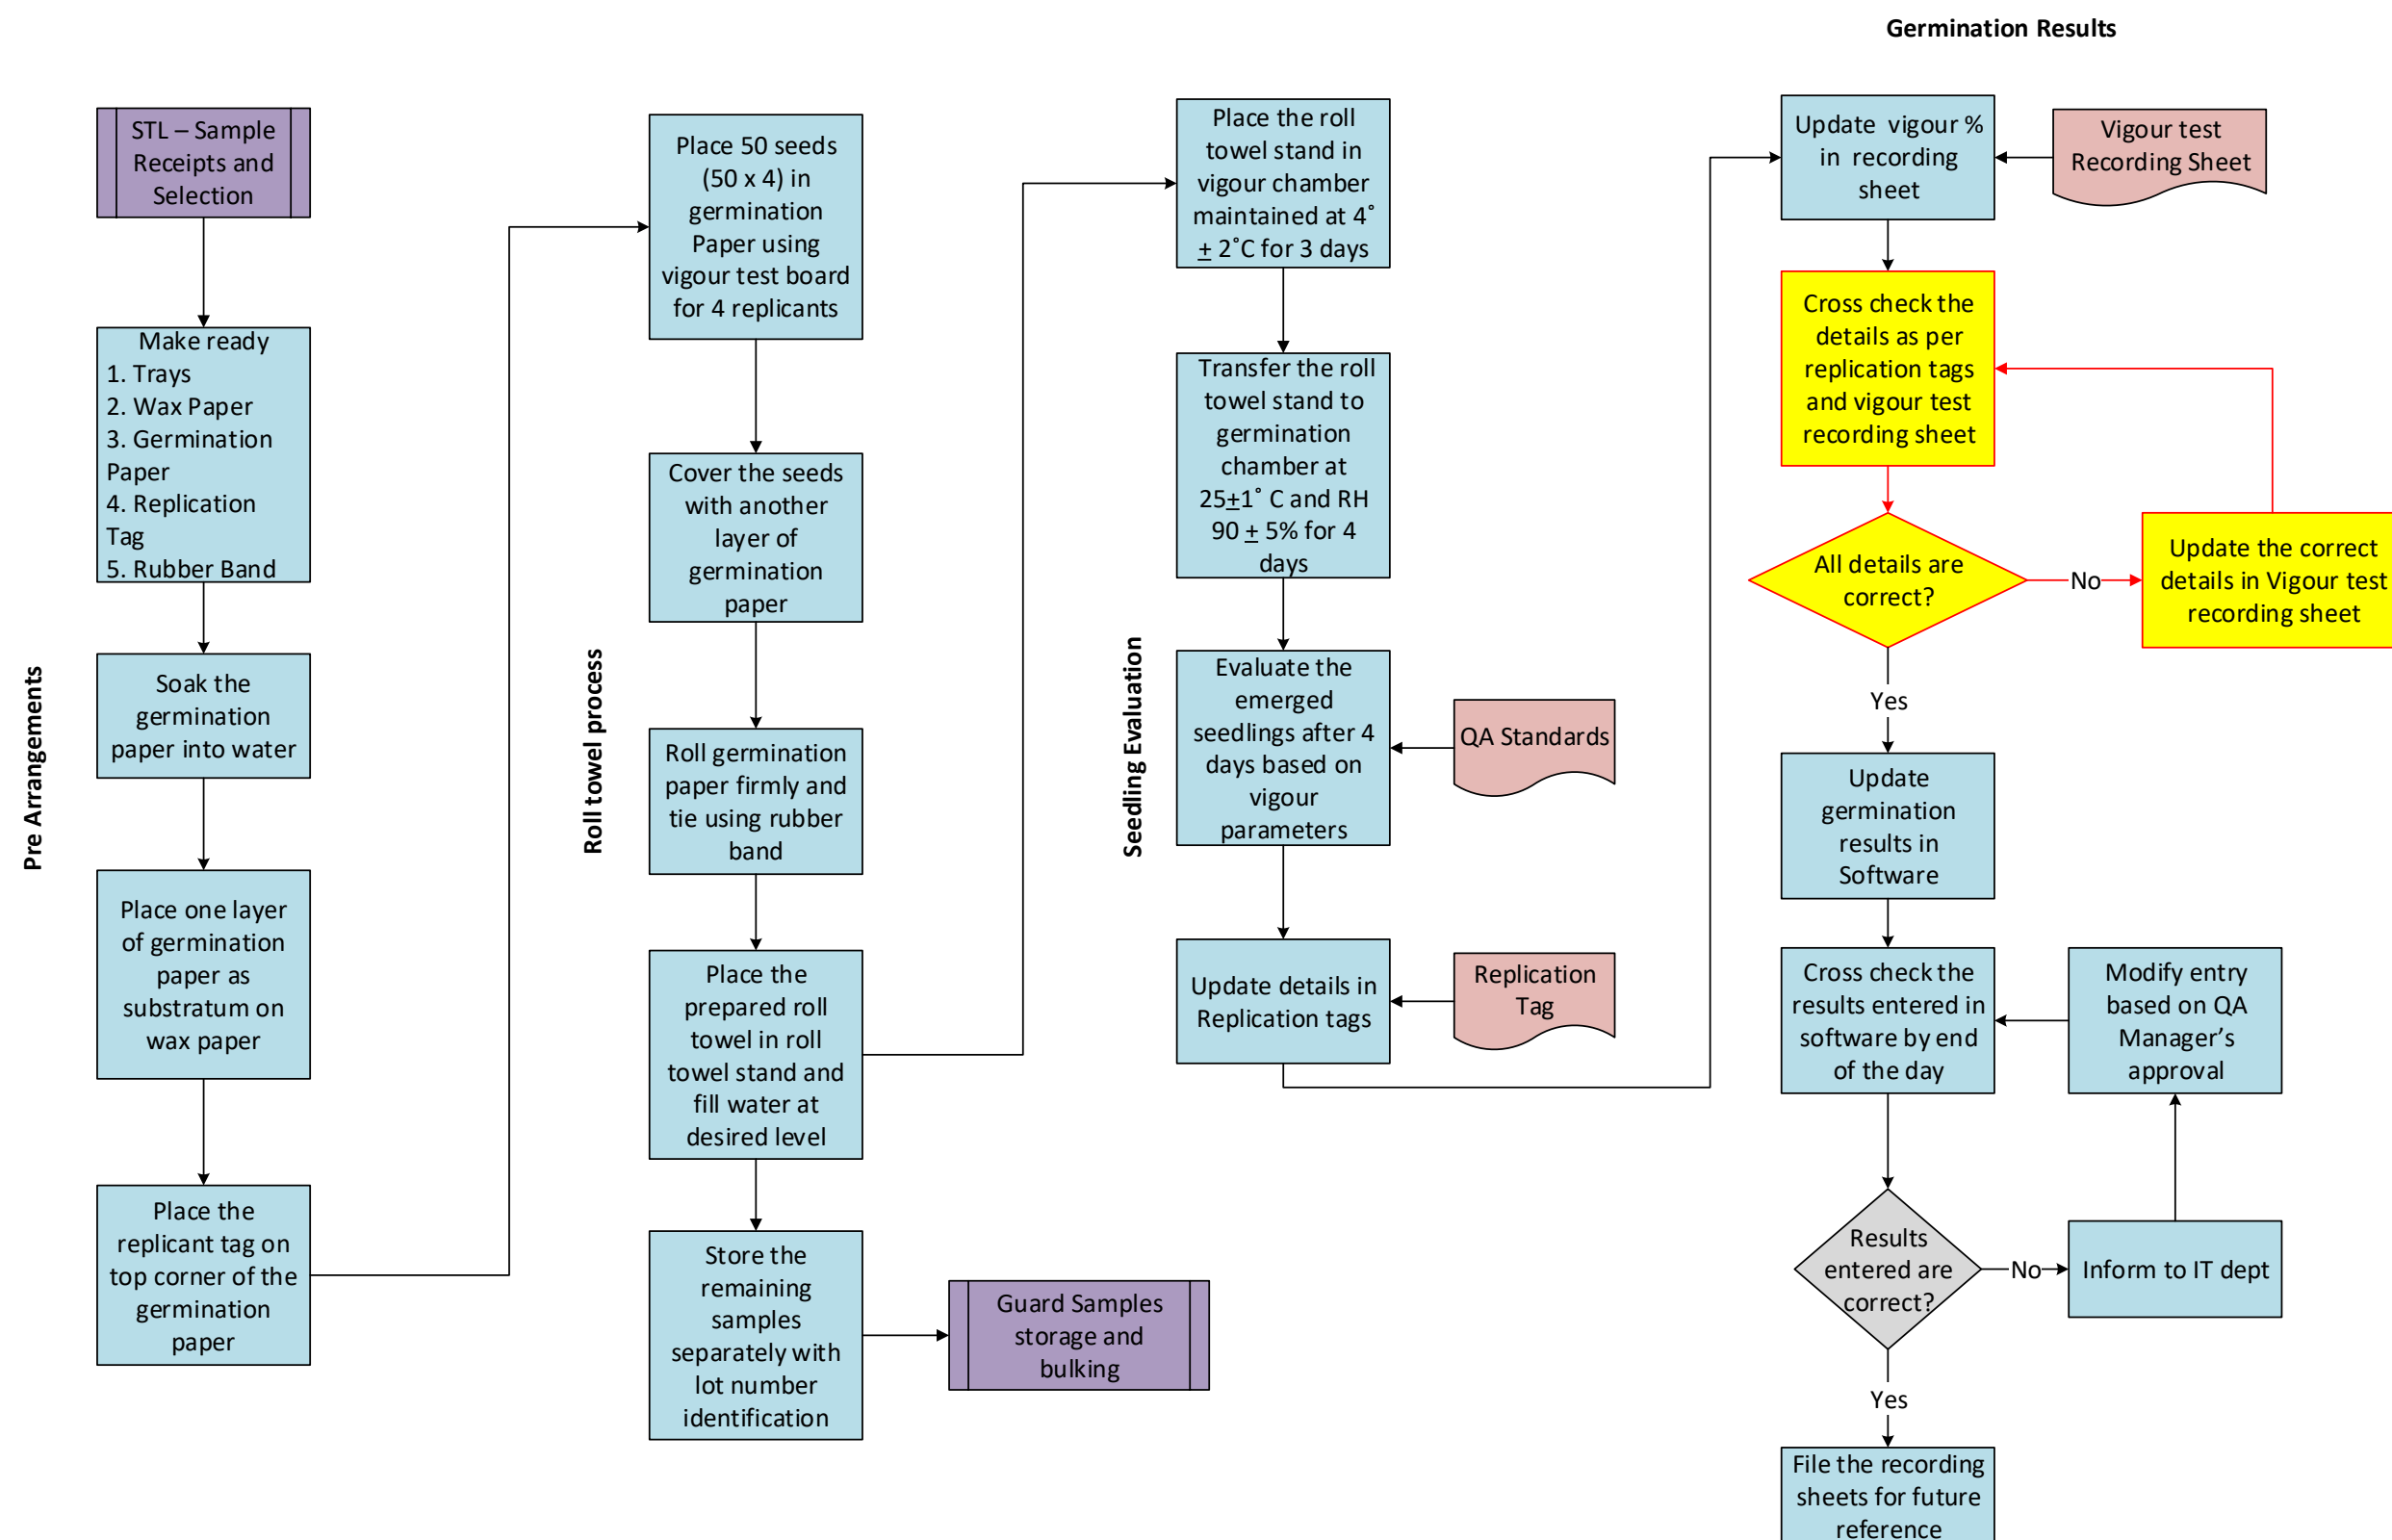 Germination Results
Pre Arrangements
STL – Sample
Receipts and
Selection
Make ready
1. Trays
2. Wax Paper
3. Germination
Paper
4. Replication
Tag
5. Rubber Band
Soak the
germination
paper into water
Place one layer
of germination
paper as
substratum on
wax paper
Place the
replicant tag on
top corner of the
germination
paper
Roll towel process
Place 50 seeds
(50 x 4) in
germination
Paper using
vigour test board
for 4 replicants
Cover the seeds
with another
layer of
germination
paper
Roll germination
paper firmly and
tie using rubber
band
Place the
prepared roll
towel in roll
towel stand and
fill water at
desired level
Store the
remaining
samples
separately with
lot number
identification
Guard Samples
storage and
bulking
Seedling Evaluation
Place the roll
towel stand in
vigour chamber
maintained at 4˚
± 2˚C for 3 days
Transfer the roll
towel stand to
germination
chamber at
25±1˚ C and RH
90 ± 5% for 4
days
Evaluate the
emerged
seedlings after 4
days based on
vigour
parameters
QA Standards
Update details in
Replication tags
Replication
Tag
Update vigour %
in recording
sheet
Vigour test
Recording Sheet
Cross check the
details as per
replication tags
and vigour test
recording sheet
All details are
correct?
No
Update the correct
details in Vigour test
recording sheet
Yes
Update
germination
results in
Software
Cross check the
results entered in
software by end
of the day
Modify entry
based on QA
Manager’s
approval
Results
entered are
correct?
No
Inform to IT dept
Yes
File the recording
sheets for future
reference